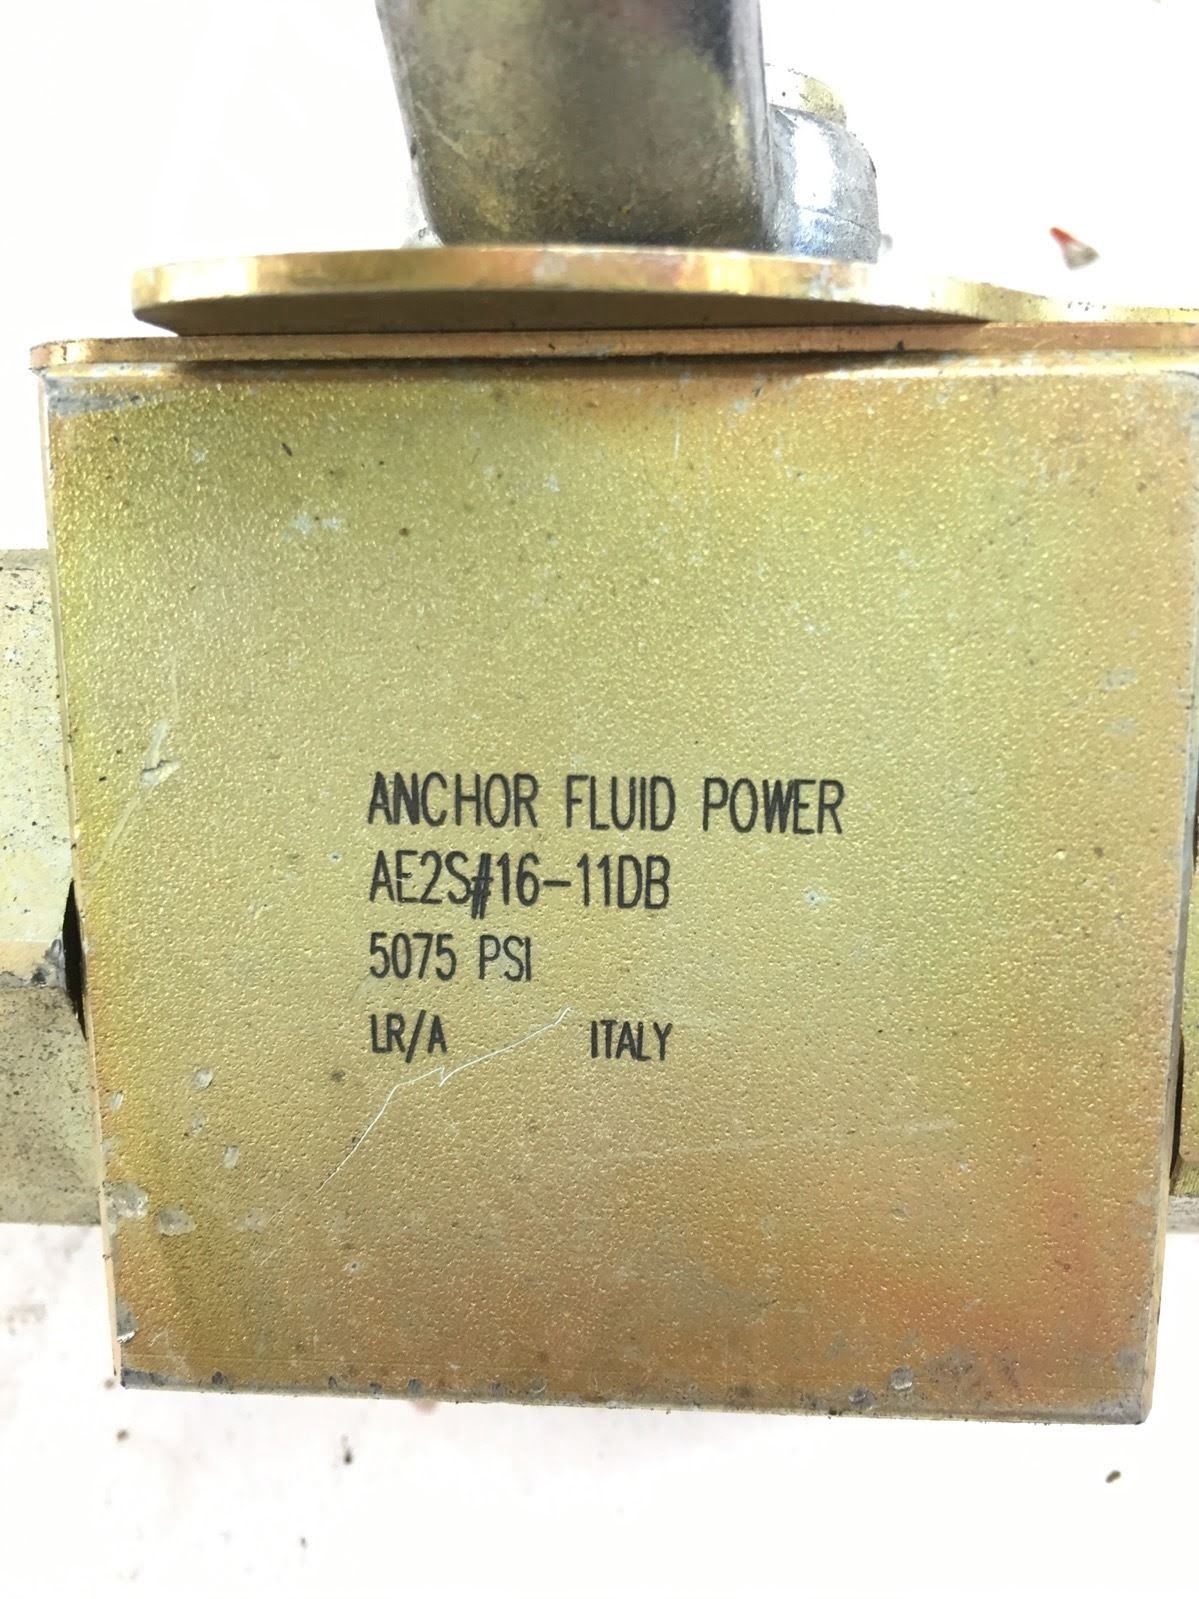 ANCHOR FLUID POWER
AE2S#16-11DB
5075 PSI
LR/A ITALY